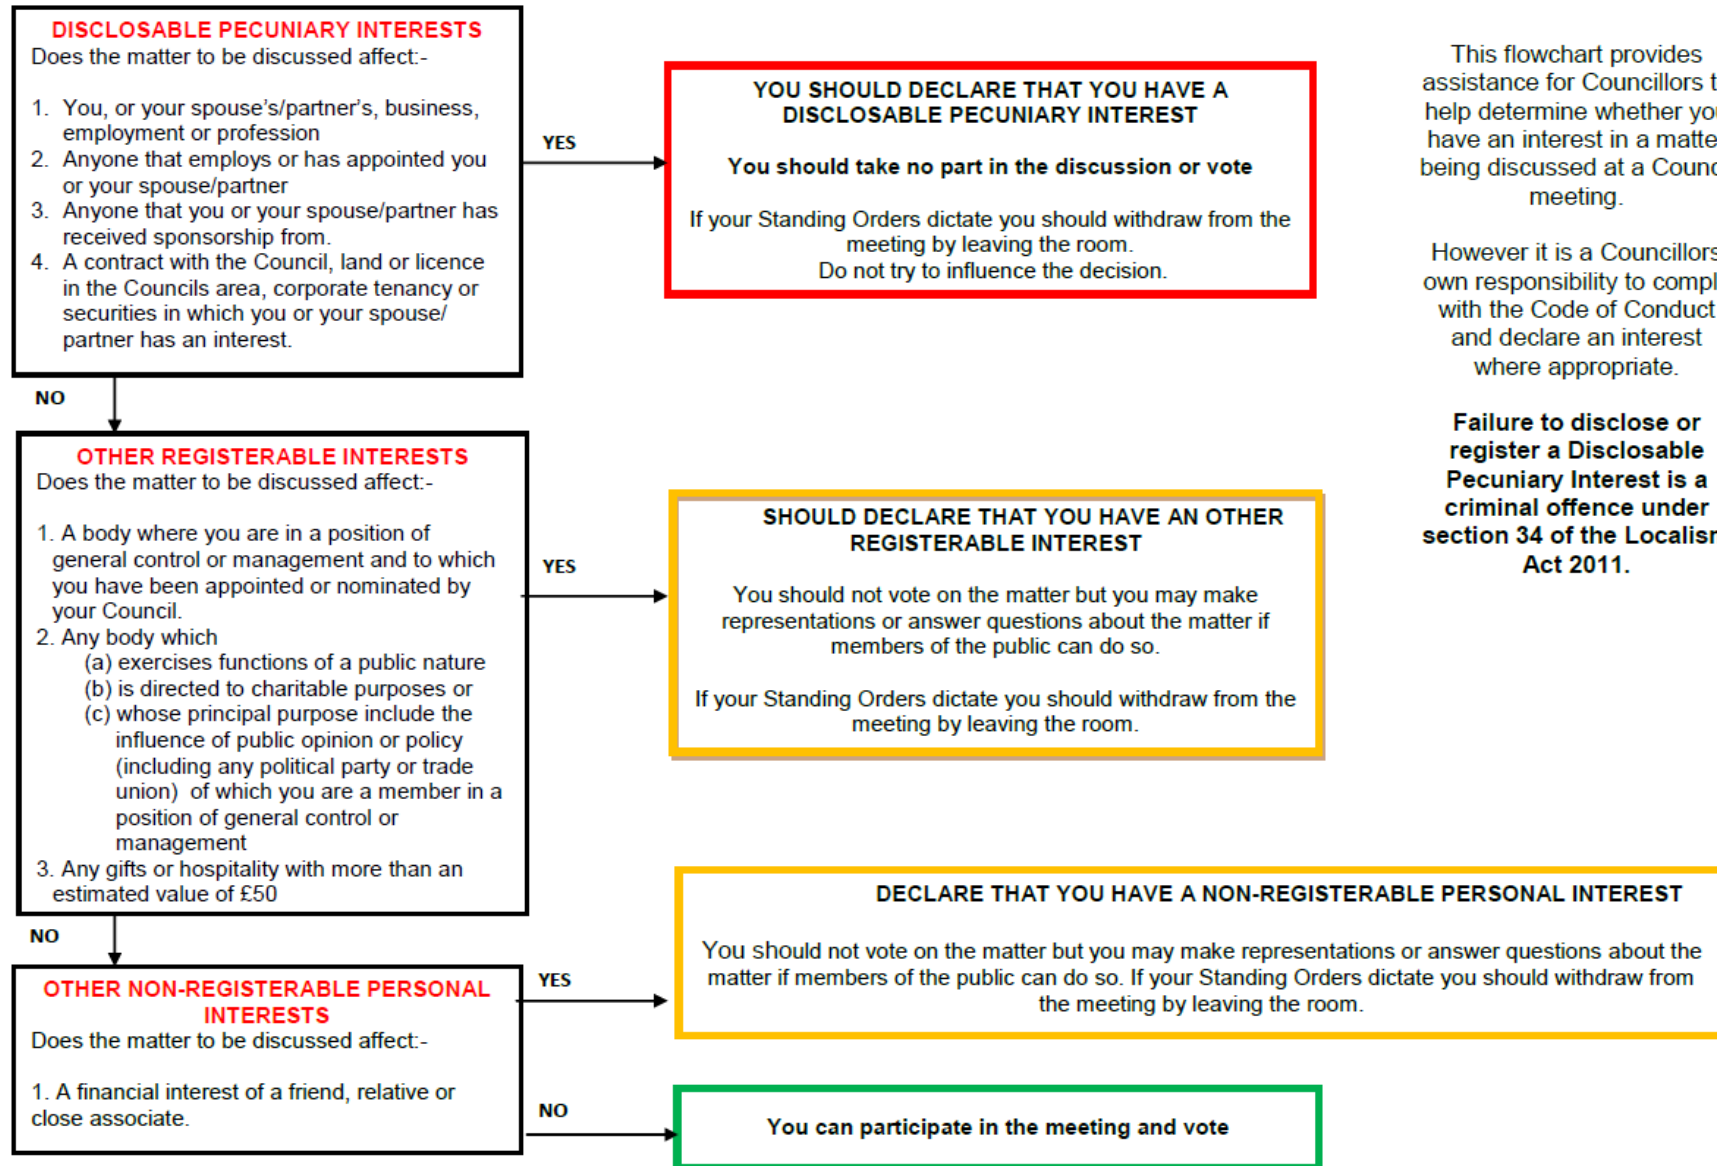 DISCLOSABLE PECUNIARY INTERESTS
Does the matter to be discussed affect:-
1. You, or your spouse's/partner's, business,
employment or profession
2. Anyone that employs or has appointed you
or your spouse/partner
3. Anyone that you or your spouse/partner has
received sponsorship from.
4. A contract with the Council, land or licence
in the Councils area, corporate tenancy or
securities in which you or your spouse/
partner has an interest.
YES
YOU SHOULD DECLARE THAT YOU HAVE A
DISCLOSABLE PECUNIARY INTEREST
You should take no part in the discussion or vote
If your Standing Orders dictate you should withdraw from the
meeting by leaving the room.
Do not try to influence the decision.
This flowchart provides
assistance for Councillors t
help determine whether you
have an interest in a matte
being discussed at a Counc
meeting.
However it is a Councillors
own responsibility to compl
with the Code of Conduct
and declare an interest
where appropriate.
Failure to disclose or
register a Disclosable
Pecuniary Interest is a
criminal offence under
section 34 of the Localism
Act 2011.
NO
OTHER REGISTERABLE INTERESTS
Does the matter to be discussed affect:-
1. A body where you are in a position of
general control or management and to which
you have been appointed or nominated by
your Council.
2. Any body which
(a) exercises functions of a public nature
(b) is directed to charitable purposes or
(c) whose principal purpose include the
influence of public opinion or policy
(including any political party or trade
union) of which you are a member in a
position of general control or
management
3. Any gifts or hospitality with more than an
estimated value of £50
YES
SHOULD DECLARE THAT YOU HAVE AN OTHER
REGISTERABLE INTEREST
You should not vote on the matter but you may make
representations or answer questions about the matter if
members of the public can do so.
If your Standing Orders dictate you should withdraw from the
meeting by leaving the room.
NO
OTHER NON-REGISTERABLE PERSONAL
INTERESTS
Does the matter to be discussed affect:-
1. A financial interest of a friend, relative or
close associate.
YES
DECLARE THAT YOU HAVE A NON-REGISTERABLE PERSONAL INTEREST
You should not vote on the matter but you may make representations or answer questions about the
matter if members of the public can do so. If your Standing Orders dictate you should withdraw from
the meeting by leaving the room.
NO
You can participate in the meeting and vote